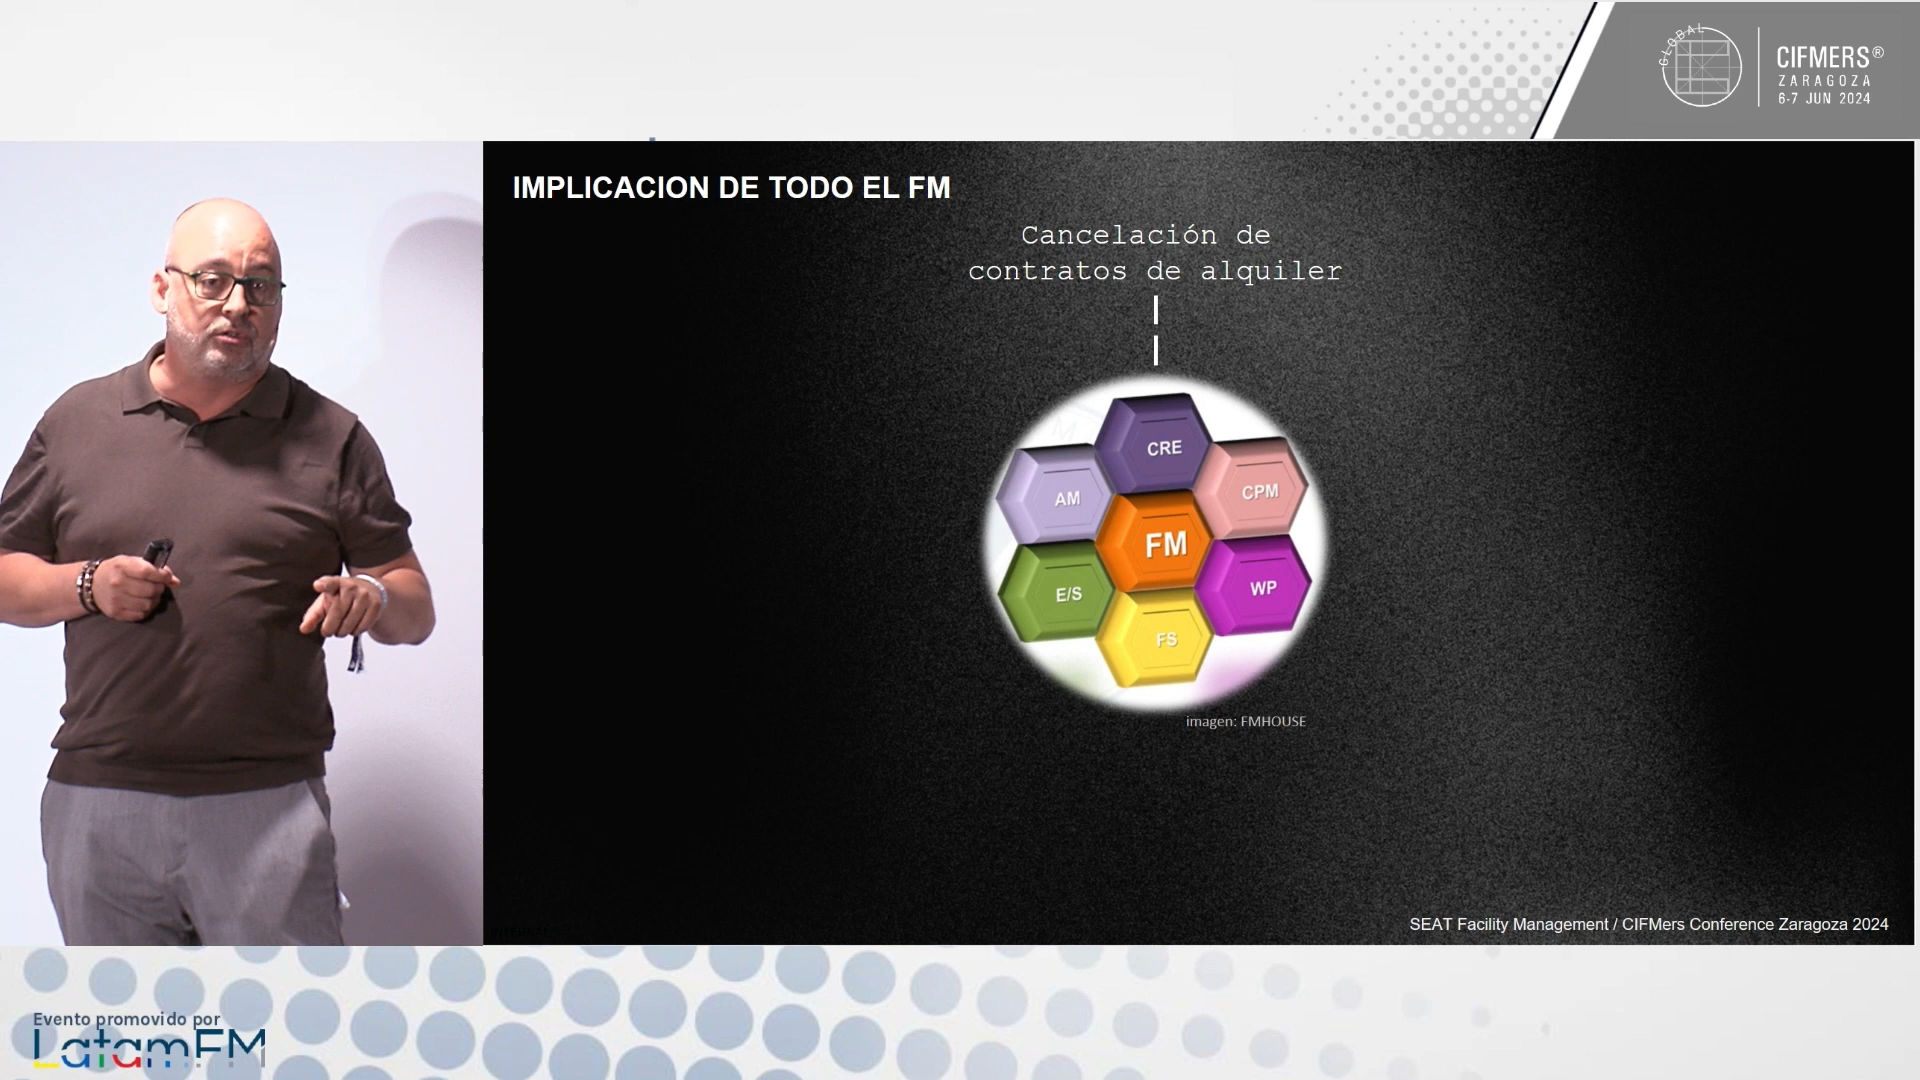 GLOBAL
CIFMERS®
ZARAGOZA
6-7 JUN 2024
IMPLICACION DE TODO EL FM
Cancelación de
contratos de alquiler
CRE
AM
CPM
FM
E/S
WP
FS
imagen: FMHOUSE
SEAT Facility Management / CIFMers Conference Zaragoza 2024
Evento promovido por
LatamFM